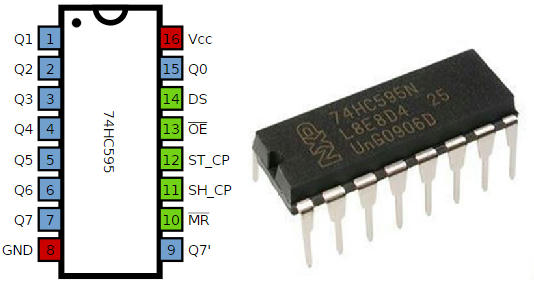 Q1 1 16 Vcc
Q2 2 15 Q0
Q3 3 14 DS
Q4 4 13 OE
Q5 5 12 ST_CP
Q6 6 11 SH_CP
Q7 7 10 MR
GND 8 9 Q7'
74HC595
NXP
74HC595N
L8E8D4 25
UnG0906D